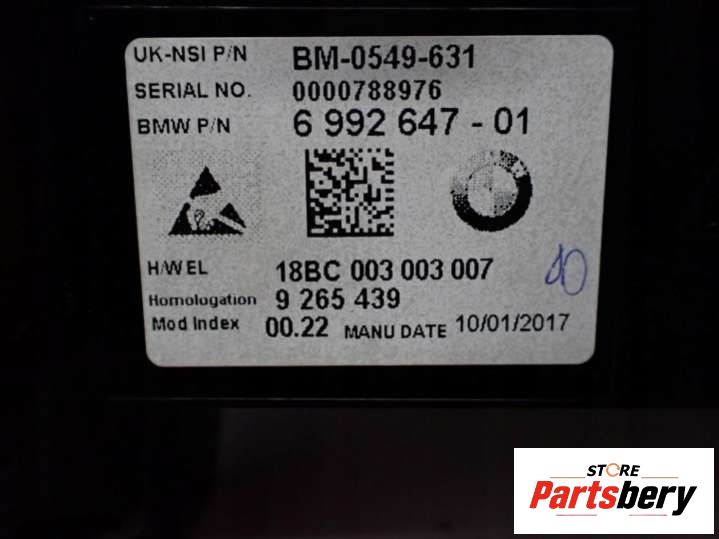 UK-NSI P/N BM-0549-631
SERIAL NO. 0000788976
BMW P/N 6 992 647 - 01
H/W EL 18BC 003 003 007
Homologation 9 265 439
Mod Index 00.22 MANU DATE 10/01/2017
STORE
Partsbery